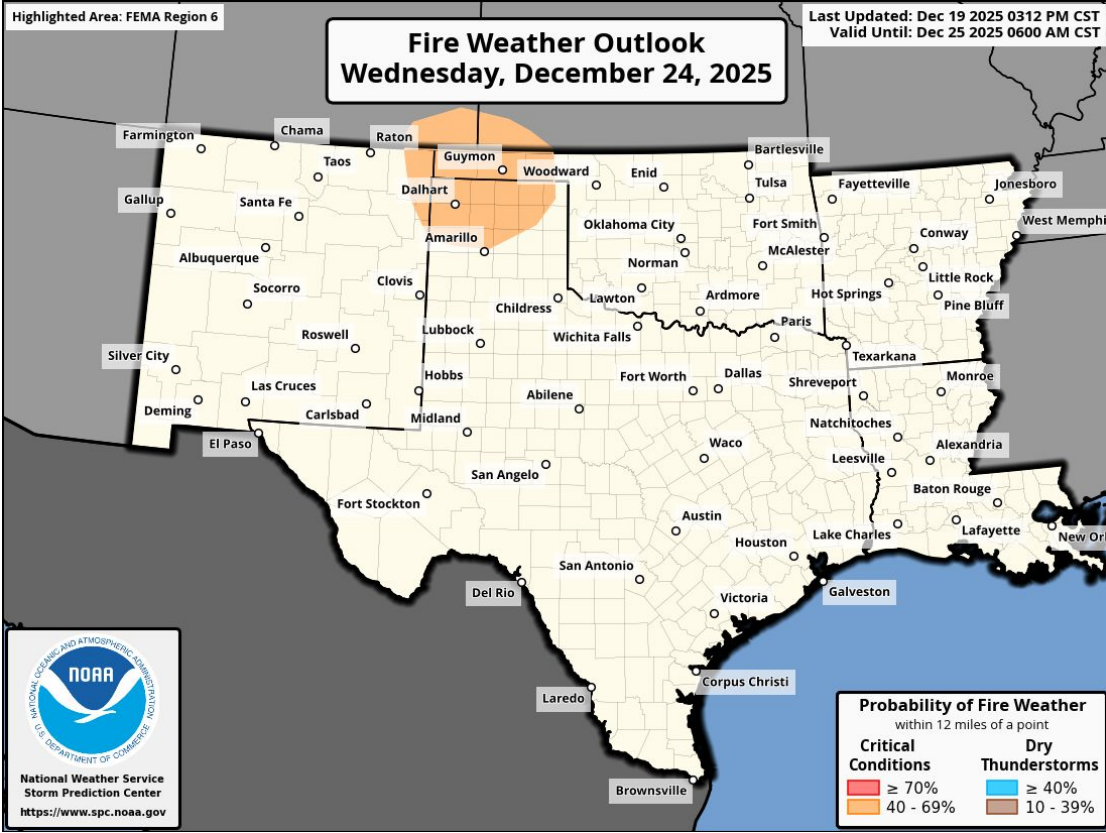 Highlighted Area: FEMA Region 6
Last Updated: Dec 19 2025 0312 PM CST
Valid Until: Dec 25 2025 0600 AM CST
Fire Weather Outlook
Wednesday, December 24, 2025
Farmington
Chama
Raton
Taos
Guymon
Woodward
Enid
Bartlesville
Tulsa
Fayetteville
Jonesboro
Gallup
Santa Fe
Dalhart
Amarillo
Oklahoma City
Fort Smith
West Memphi
Albuquerque
Norman
McAlester
Conway
Little Rock
Socorro
Clovis
Childress
Lawton
Ardmore
Hot Springs
Pine Bluff
Roswell
Lubbock
Wichita Falls
Paris
Texarkana
Silver City
Las Cruces
Hobbs
Fort Worth
Dallas
Shreveport
Monroe
Deming
Carlsbad
Midland
Abilene
Natchitoches
El Paso
Waco
Leesville
Alexandria
San Angelo
Fort Stockton
Baton Rouge
Austin
Houston
Lake Charles
Lafayette
New Orl
San Antonio
Del Rio
Victoria
Galveston
Laredo
Corpus Christi
Brownsville
NATIONAL OCEANIC AND ATMOSPHERIC ADMINISTRATION
NOAA
U.S. DEPARTMENT OF COMMERCE
National Weather Service
Storm Prediction Center
https://www.spc.noaa.gov
Probability of Fire Weather
within 12 miles of a point
Critical
Conditions
≥ 70%
40 - 69%
Dry
Thunderstorms
≥ 40%
10 - 39%